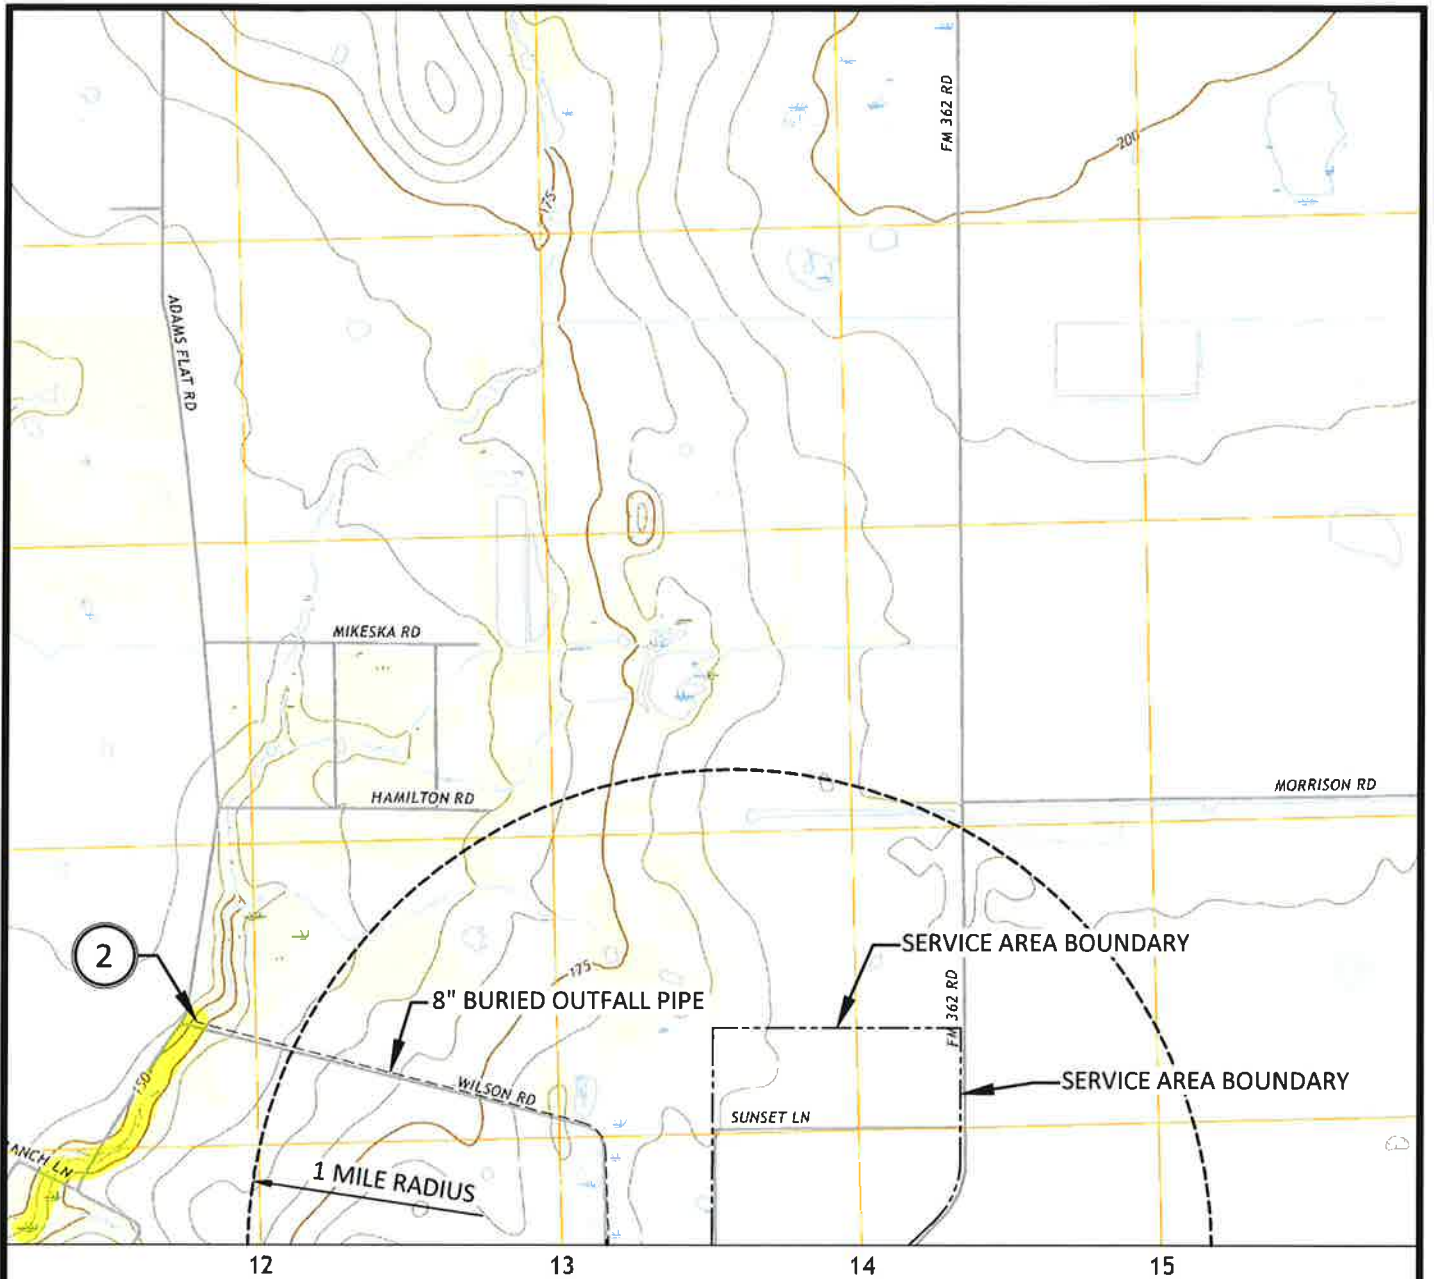 FM 362 RD
200
175
ADAMS FLAT RD
MIKESKA RD
HAMILTON RD
MORRISON RD
2
SERVICE AREA BOUNDARY
175
8" BURIED OUTFALL PIPE
FM 362 RD
150
WILSON RD
SERVICE AREA BOUNDARY
SUNSET LN
ANCH LN
1 MILE RADIUS
12 13 14 15